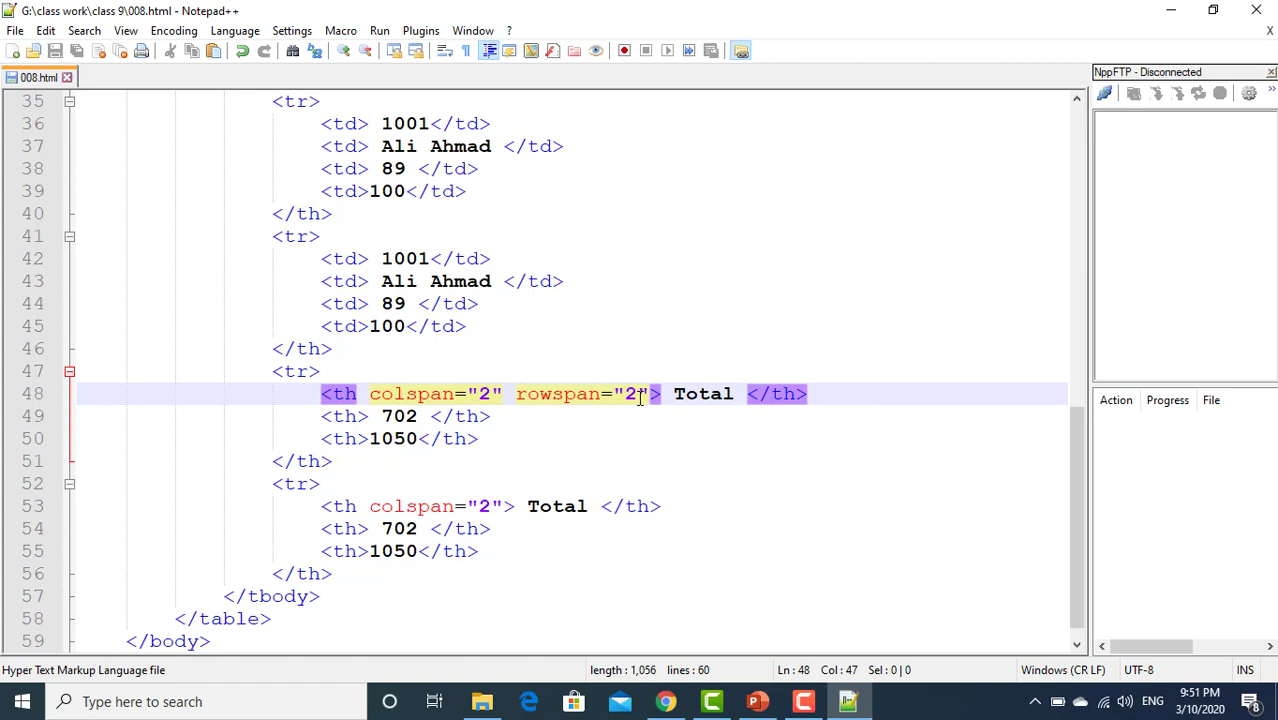 G:\class work\class 9\008.html - Notepad++
File Edit Search View Encoding Language Settings Macro Run Plugins Window ? X
008.html
NppFTP - Disconnected
35 <tr>
36 <td> 1001</td>
37 <td> Ali Ahmad </td>
38 <td> 89 </td>
39 <td>100</td>
40 </th>
41 <tr>
42 <td> 1001</td>
43 <td> Ali Ahmad </td>
44 <td> 89 </td>
45 <td>100</td>
46 </th>
47 <tr>
48 <th colspan="2" rowspan="2"> Total </th>
49 <th> 702 </th>
50 <th>1050</th>
51 </th>
52 <tr>
53 <th colspan="2"> Total </th>
54 <th> 702 </th>
55 <th>1050</th>
56 </th>
57 </tbody>
58 </table>
59 </body>
Action Progress File
Hyper Text Markup Language file length : 1,056 lines : 60 Ln : 48 Col : 47 Sel : 0 | 0 Windows (CR LF) UTF-8 INS
Type here to search
ENG
9:51 PM
3/10/2020
8